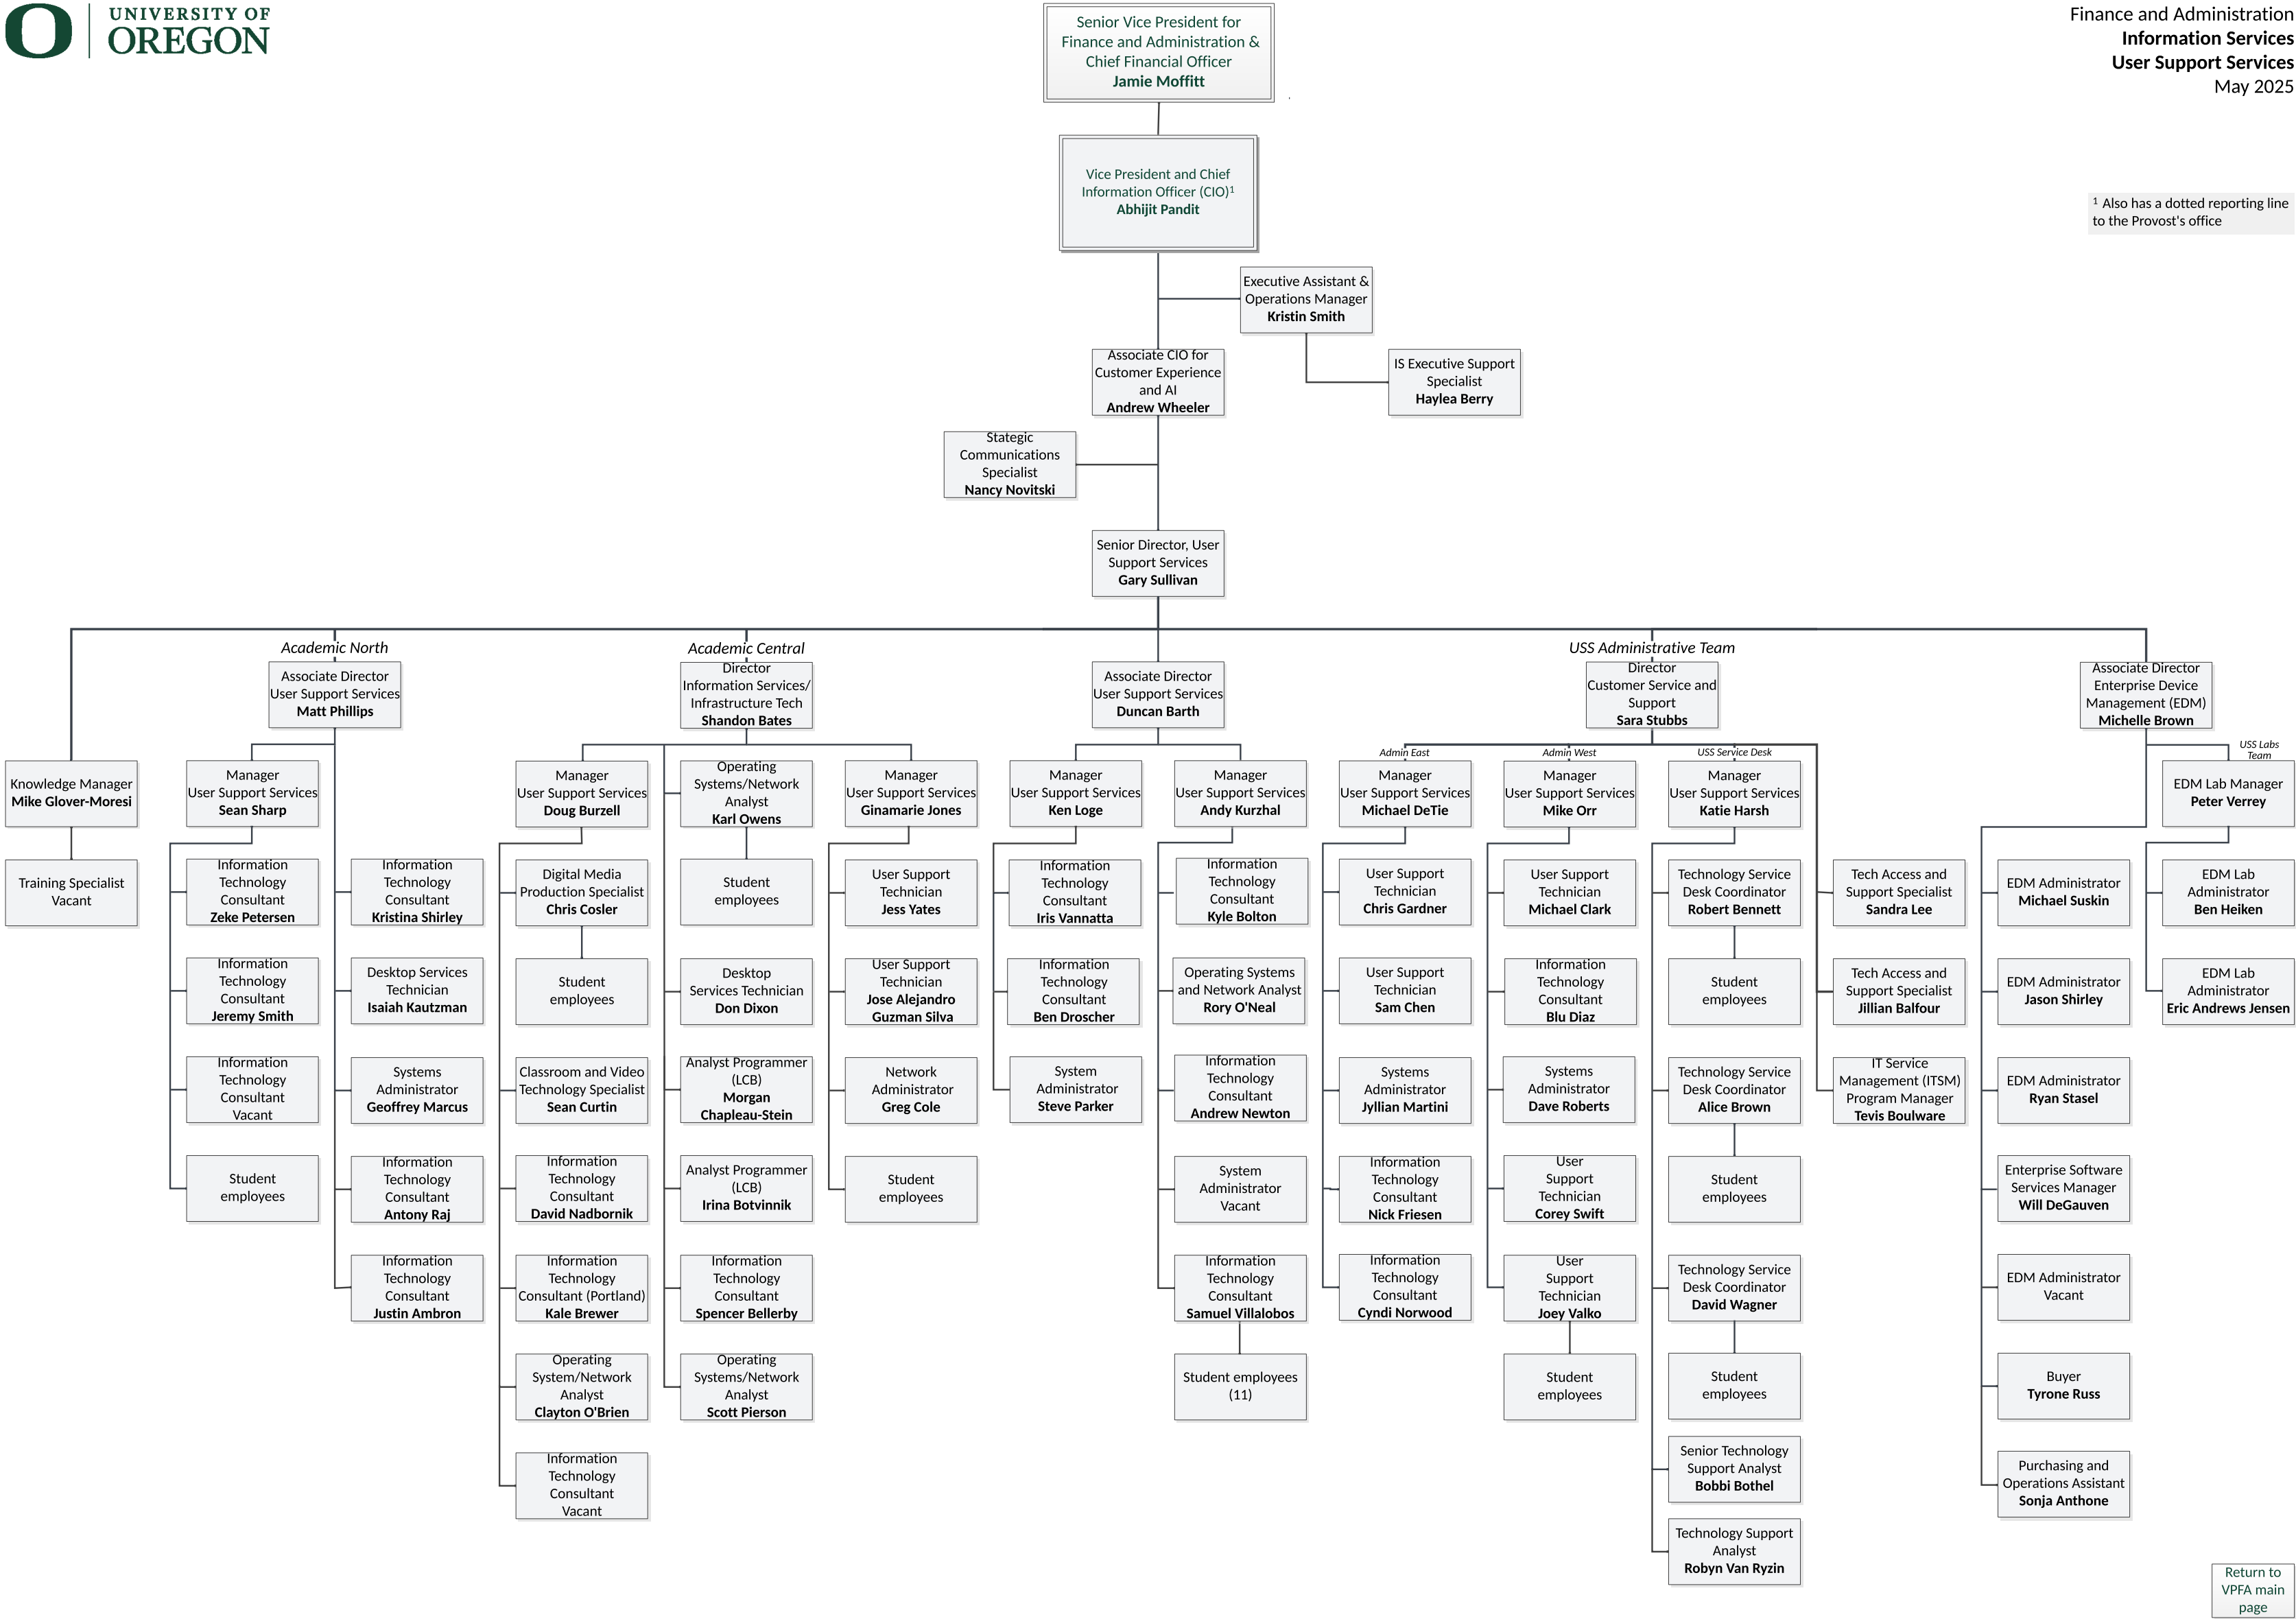 UNIVERSITY OF
OREGON
Senior Vice President for
Finance and Administration &
Chief Financial Officer
Jamie Moffitt
Finance and Administration
Information Services
User Support Services
May 2025
Vice President and Chief
Information Officer (CIO)¹
Abhijit Pandit
¹ Also has a dotted reporting line
to the Provost's office
Executive Assistant &
Operations Manager
Kristin Smith
Associate CIO for
Customer Experience
and AI
Andrew Wheeler
IS Executive Support
Specialist
Haylea Berry
Stategic
Communications
Specialist
Nancy Novitski
Senior Director, User
Support Services
Gary Sullivan
Academic North
Associate Director
User Support Services
Matt Phillips
Academic Central
Director
Information Services/
Infrastructure Tech
Shandon Bates
Associate Director
User Support Services
Duncan Barth
USS Administrative Team
Director
Customer Service and
Support
Sara Stubbs
Associate Director
Enterprise Device
Management (EDM)
Michelle Brown
Knowledge Manager
Mike Glover-Moresi
Training Specialist
Vacant
Manager
User Support Services
Sean Sharp
Information
Technology
Consultant
Zeke Petersen
Information
Technology
Consultant
Jeremy Smith
Information
Technology
Consultant
Vacant
Student
employees
Information
Technology
Consultant
Kristina Shirley
Desktop Services
Technician
Isaiah Kautzman
Systems
Administrator
Geoffrey Marcus
Information
Technology
Consultant
Antony Raj
Information
Technology
Consultant
Justin Ambron
Manager
User Support Services
Doug Burzell
Digital Media
Production Specialist
Chris Cosler
Student
employees
Classroom and Video
Technology Specialist
Sean Curtin
Information
Technology
Consultant
David Nadbornik
Information
Technology
Consultant (Portland)
Kale Brewer
Operating
System/Network
Analyst
Clayton O'Brien
Information
Technology
Consultant
Vacant
Operating
Systems/Network
Analyst
Karl Owens
Student
employees
Desktop
Services Technician
Don Dixon
Analyst Programmer
(LCB)
Morgan
Chapleau-Stein
Analyst Programmer
(LCB)
Irina Botvinnik
Information
Technology
Consultant
Spencer Bellerby
Operating
Systems/Network
Analyst
Scott Pierson
Manager
User Support Services
Ginamarie Jones
User Support
Technician
Jess Yates
User Support
Technician
Jose Alejandro
Guzman Silva
Network
Administrator
Greg Cole
Student
employees
Manager
User Support Services
Ken Loge
Information
Technology
Consultant
Iris Vannatta
Information
Technology
Consultant
Ben Droscher
System
Administrator
Steve Parker
Manager
User Support Services
Andy Kurzhal
Information
Technology
Consultant
Kyle Bolton
Operating Systems
and Network Analyst
Rory O'Neal
Information
Technology
Consultant
Andrew Newton
System
Administrator
Vacant
Information
Technology
Consultant
Samuel Villalobos
Student employees
(11)
Admin East
Manager
User Support Services
Michael DeTie
User Support
Technician
Chris Gardner
User Support
Technician
Sam Chen
Systems
Administrator
Jyllian Martini
Information
Technology
Consultant
Nick Friesen
Information
Technology
Consultant
Cyndi Norwood
Admin West
Manager
User Support Services
Mike Orr
User Support
Technician
Michael Clark
Information
Technology
Consultant
Blu Diaz
Systems
Administrator
Dave Roberts
User
Support
Technician
Corey Swift
User
Support
Technician
Joey Valko
Student
employees
USS Service Desk
Manager
User Support Services
Katie Harsh
Technology Service
Desk Coordinator
Robert Bennett
Student
employees
Technology Service
Desk Coordinator
Alice Brown
Student
employees
Technology Service
Desk Coordinator
David Wagner
Student
employees
Senior Technology
Support Analyst
Bobbi Bothel
Technology Support
Analyst
Robyn Van Ryzin
Tech Access and
Support Specialist
Sandra Lee
Tech Access and
Support Specialist
Jillian Balfour
IT Service
Management (ITSM)
Program Manager
Tevis Boulware
EDM Administrator
Michael Suskin
EDM Administrator
Jason Shirley
EDM Administrator
Ryan Stasel
Enterprise Software
Services Manager
Will DeGauven
EDM Administrator
Vacant
Buyer
Tyrone Russ
Purchasing and
Operations Assistant
Sonja Anthone
USS Labs
Team
EDM Lab Manager
Peter Verrey
EDM Lab
Administrator
Ben Heiken
EDM Lab
Administrator
Eric Andrews Jensen
Return to
VPFA main
page